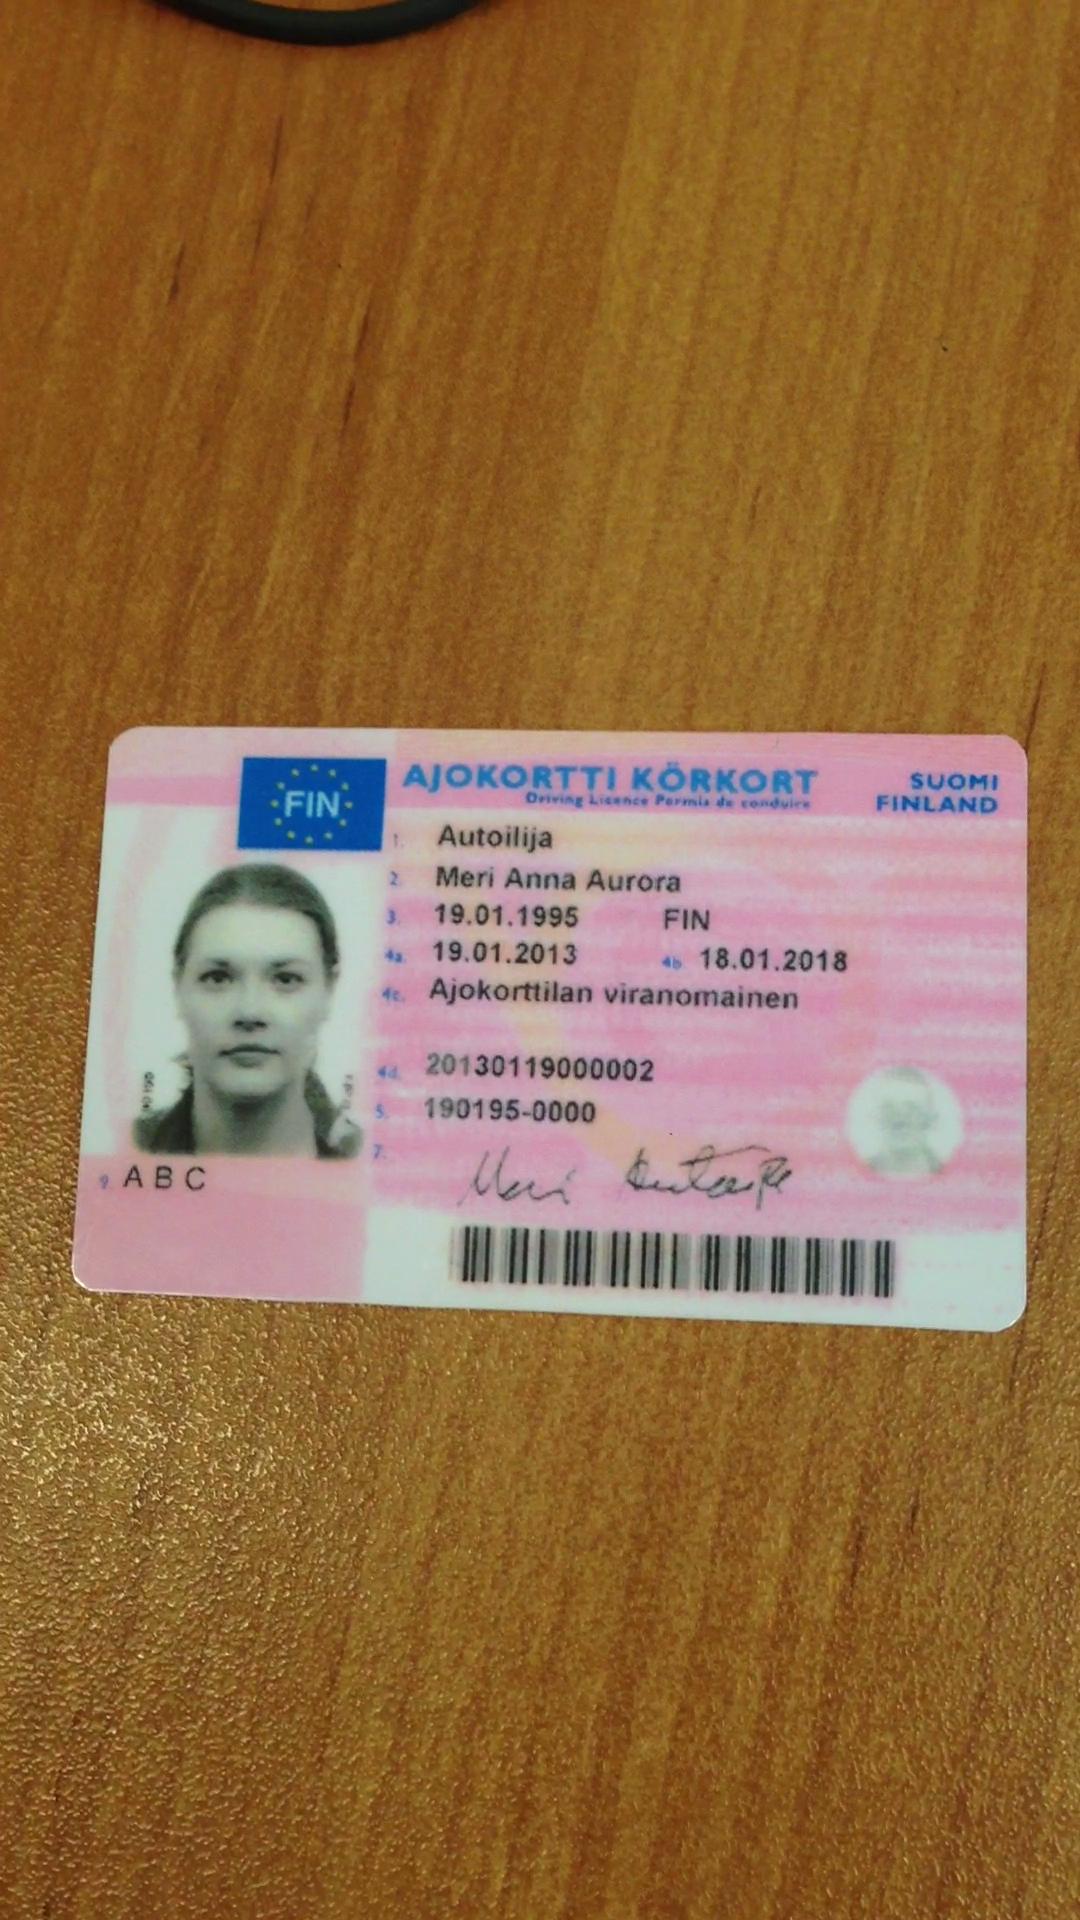 FIN
AJOKORTTI KÖRKORT
Driving Licence Permis de conduire
SUOMI
FINLAND
1. Autoilija
2. Meri Anna Aurora
3. 19.01.1995 FIN
4a. 19.01.2013 4b. 18.01.2018
4c. Ajokorttilan viranomainen
4d. 20130119000002
5. 190195-0000
7. Meri Autoilija
9. A B C